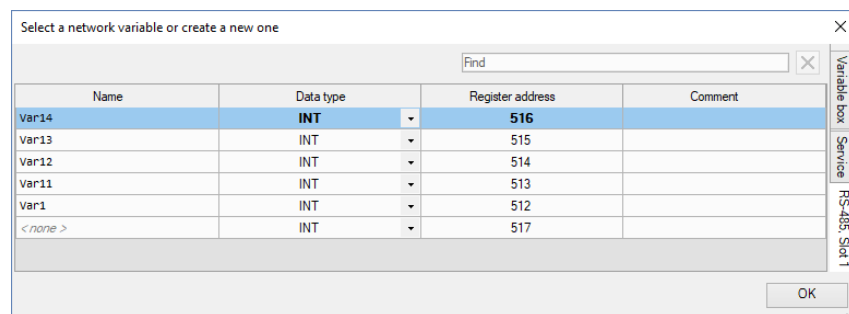 Select a network variable or create a new one
Find
Name Data type Register address Comment
Var14 INT 516
Var13 INT 515
Var12 INT 514
Var11 INT 513
Var1 INT 512
<none> INT 517
Variable box
Service
RS-485, Slot 1
OK